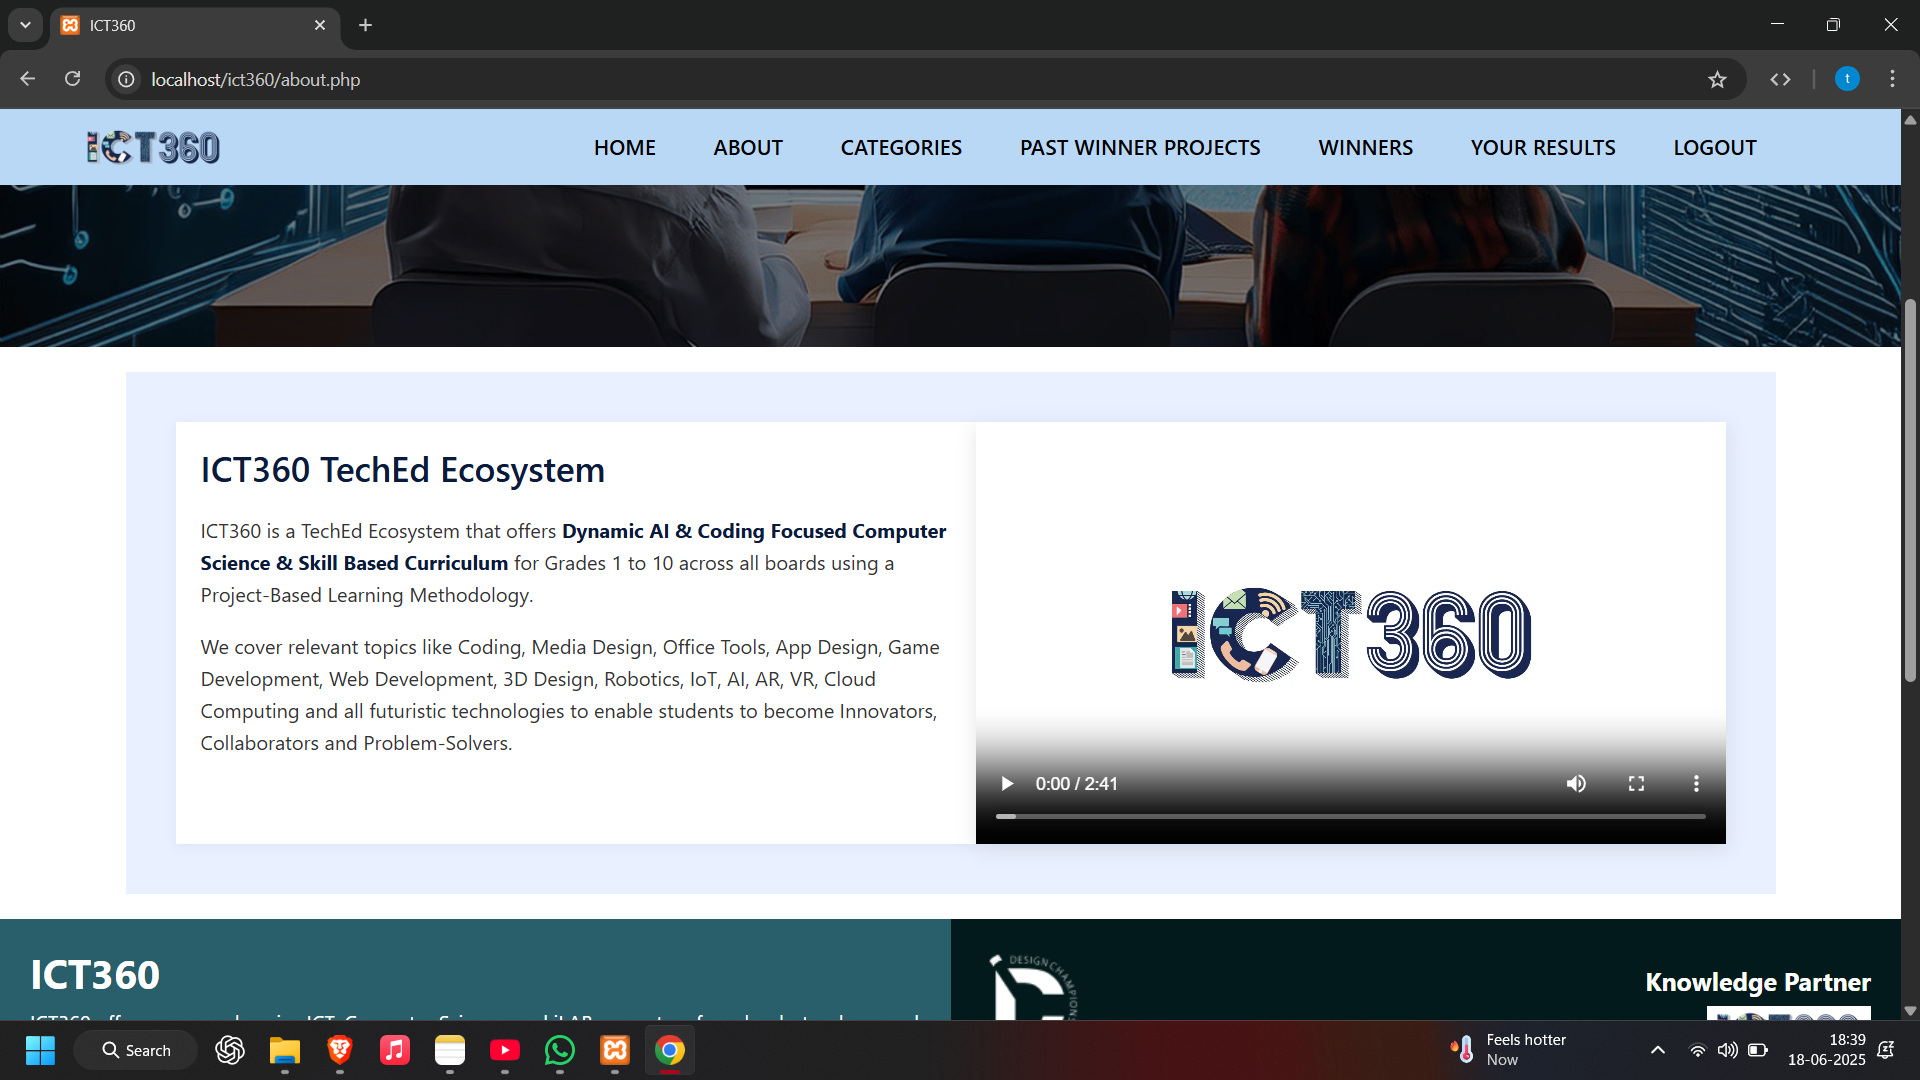 ICT360
localhost/ict360/about.php
t
ICT360
HOME ABOUT CATEGORIES PAST WINNER PROJECTS WINNERS YOUR RESULTS LOGOUT
ICT360 TechEd Ecosystem
ICT360 is a TechEd Ecosystem that offers Dynamic AI & Coding Focused Computer
Science & Skill Based Curriculum for Grades 1 to 10 across all boards using a
Project-Based Learning Methodology.
We cover relevant topics like Coding, Media Design, Office Tools, App Design, Game
Development, Web Development, 3D Design, Robotics, IoT, AI, AR, VR, Cloud
Computing and all futuristic technologies to enable students to become Innovators,
Collaborators and Problem-Solvers.
ICT360
0:00 / 2:41
ICT360
DESIGN CHAMPIONS
Knowledge Partner
Search
Feels hotter
Now
18:39
18-06-2025